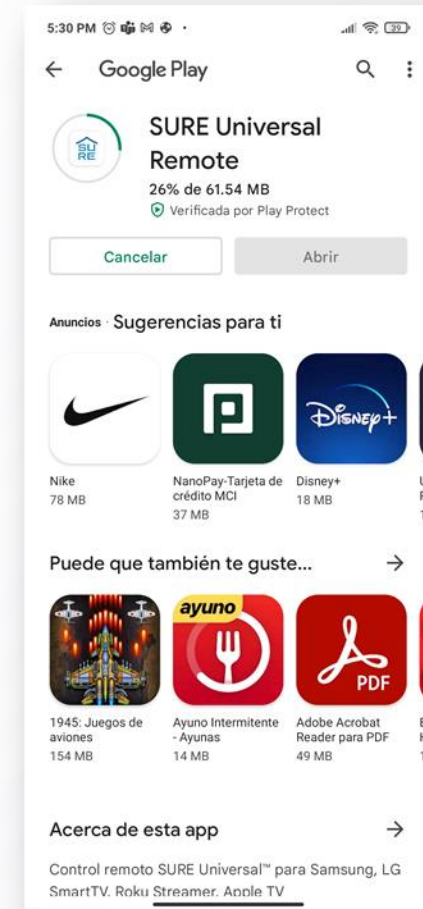 5:30 PM
39
Google Play
SURE Universal
Remote
SU
RE
26% de 61.54 MB
Verificada por Play Protect
Cancelar
Abrir
Anuncios · Sugerencias para ti
Disney+
Nike
NanoPay-Tarjeta de
crédito MCI
Disney+
78 MB
37 MB
18 MB
Puede que también te guste...
ayuno
PDF
1945: Juegos de
aviones
Ayuno Intermitente
- Ayunas
Adobe Acrobat
Reader para PDF
154 MB
14 MB
49 MB
Acerca de esta app
Control remoto SURE Universal™ para Samsung, LG
SmartTV, Roku Streamer, Apple TV